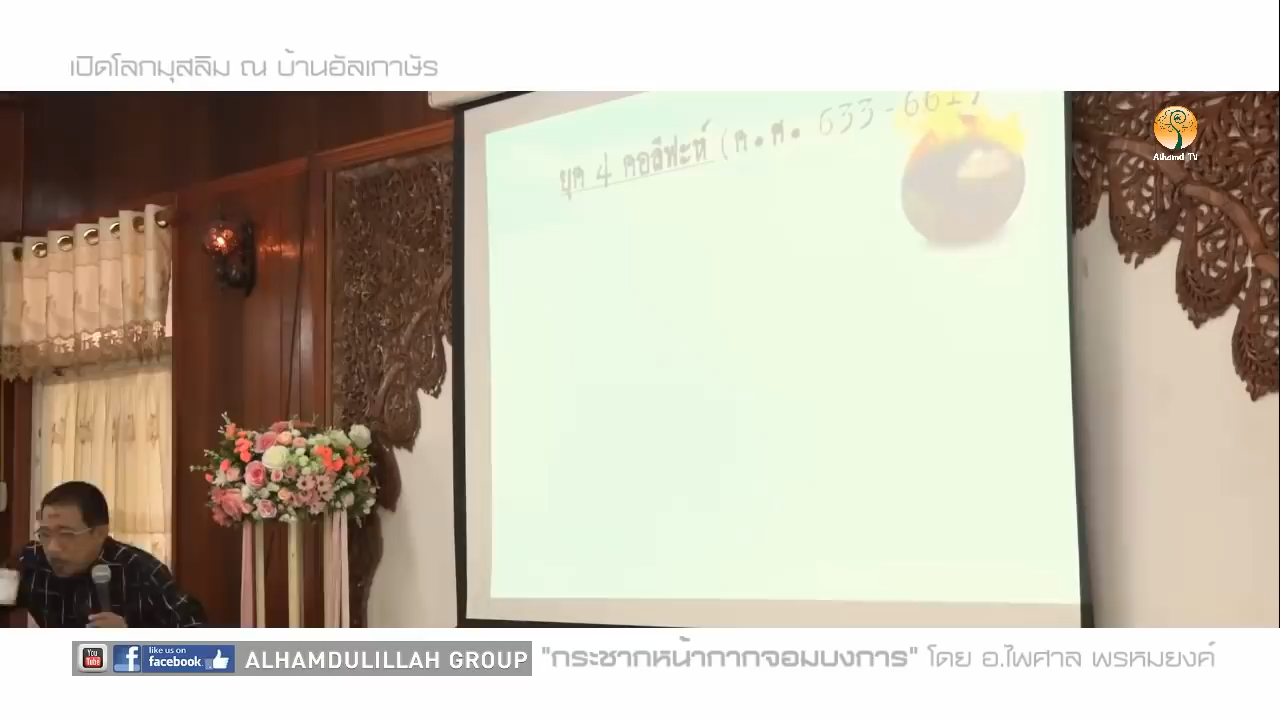 เปิดโลกมุสลิม ณ บ้านอัลเกาษัร
ยุค 4 คอลีฟะห์ (ค.ศ. 633-661)
Alhamd TV
You Tube like us on facebook ALHAMDULILLAH GROUP "กระชากหน้ากากจอมบงการ" โดย อ.ไพศาล พรหมยงค์